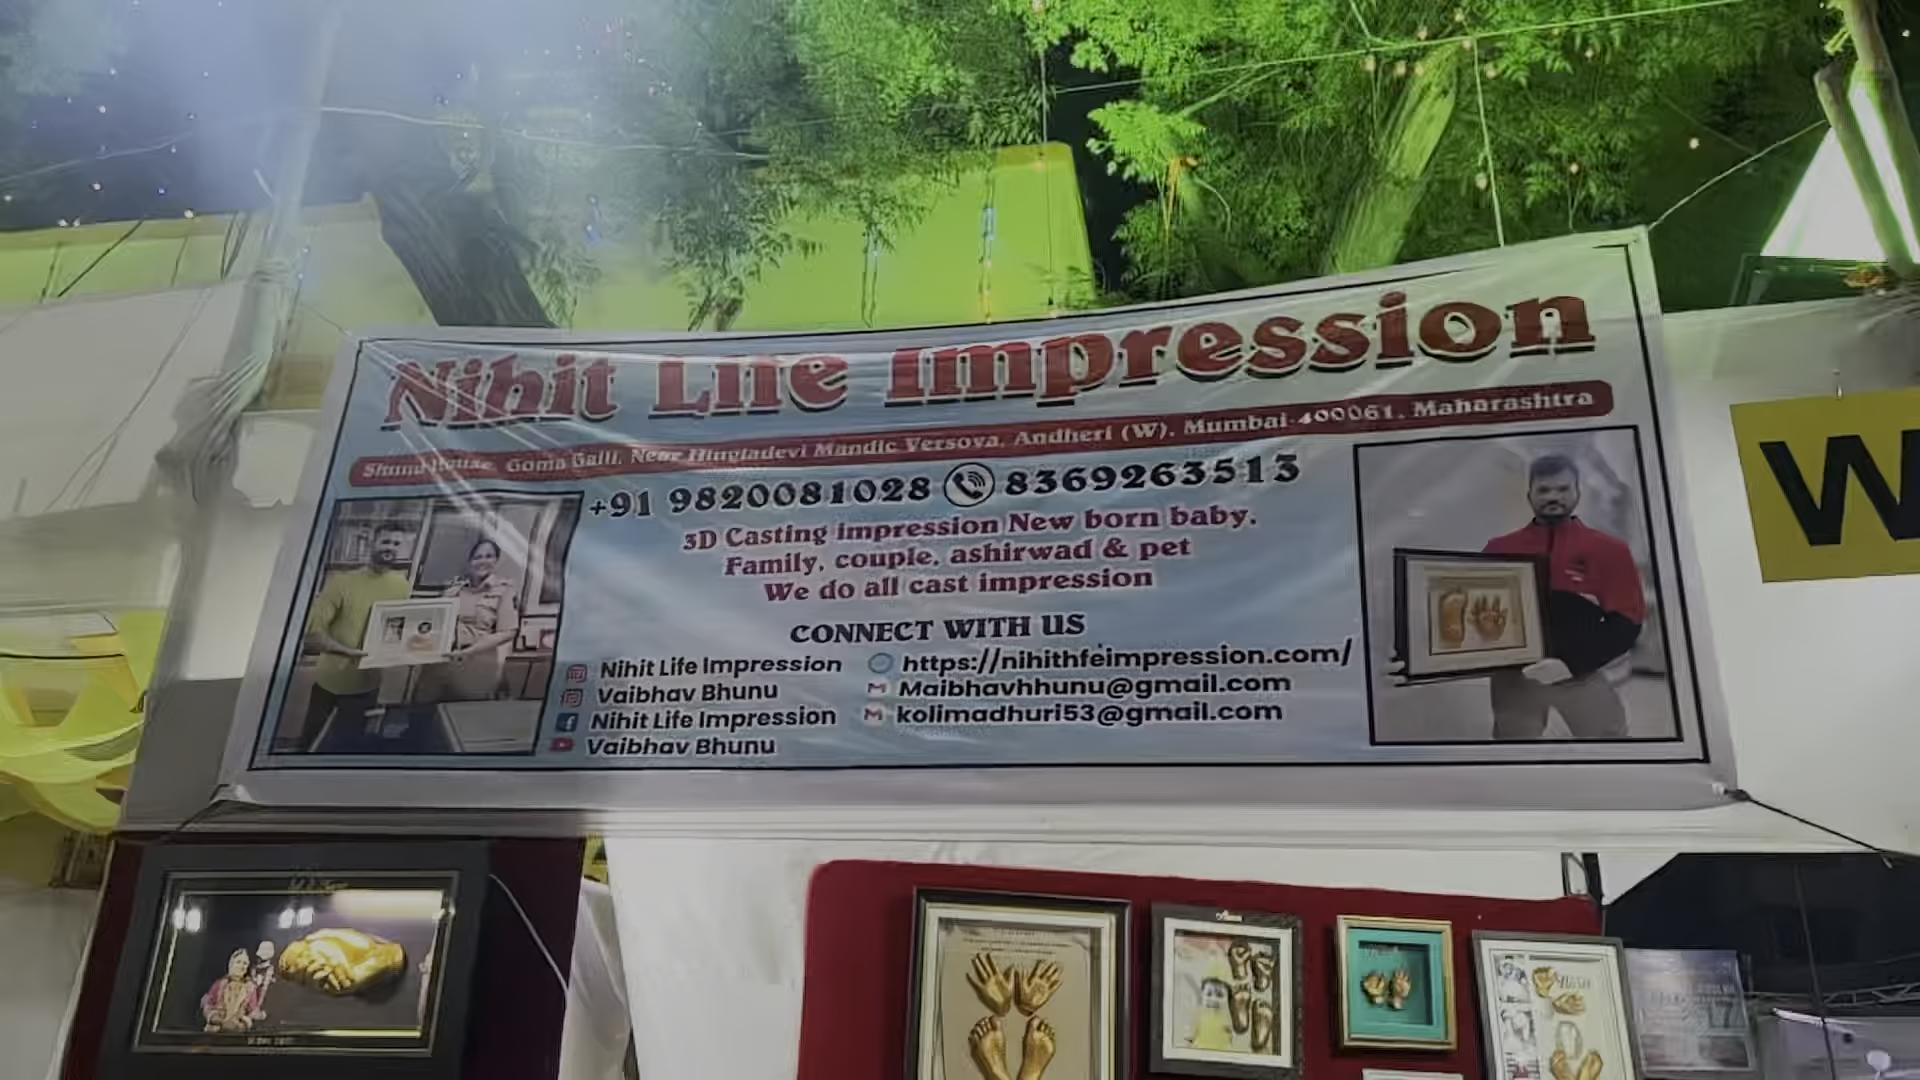 Nihit Life Impression
House, Goma Galli, Near Hingladevi Mandic Versova, Andheri (W), Mumbai-400061, Maharashtra
+91 9820081028 8369263513
3D Casting impression New born baby,
Family, couple, ashirwad & pet
We do all cast impression
CONNECT WITH US
Nihit Life Impression
Vaibhav Bhunu
Nihit Life Impression
Vaibhav Bhunu
https://nihithfeimpression.com/
Maibhavhhunu@gmail.com
kolimadhuri53@gmail.com
W